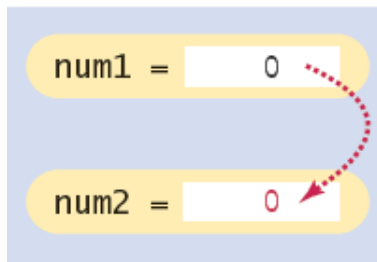 num1 = 0
num2 = 0